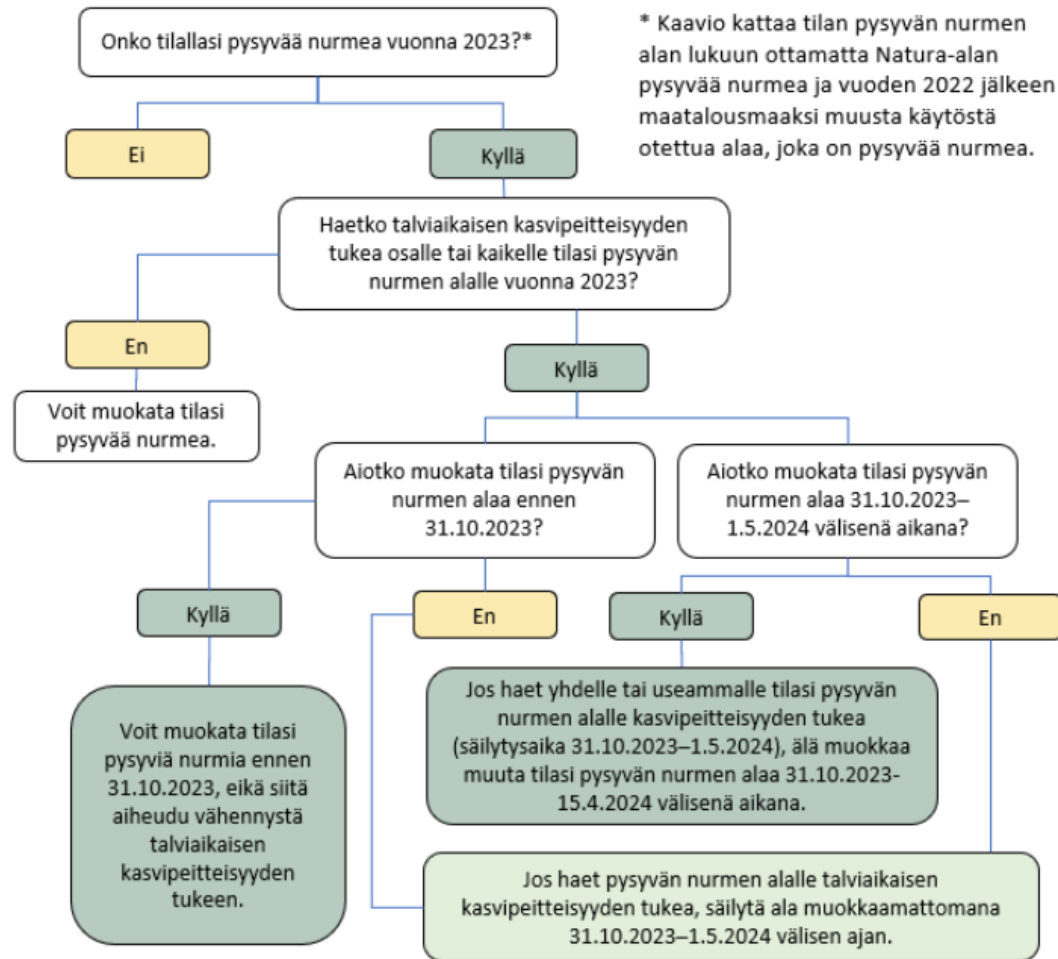 Onko tilallasi pysyvää nurmea vuonna 2023?*
* Kaavio kattaa tilan pysyvän nurmen
alan lukuun ottamatta Natura-alan
pysyvää nurmea ja vuoden 2022 jälkeen
maatalousmaaksi muusta käytöstä
otettua alaa, joka on pysyvää nurmea.
Ei
Kyllä
Haetko talviaikaisen kasvipeitteisyyden
tukea osalle tai kaikelle tilasi pysyvän
nurmen alalle vuonna 2023?
En
Kyllä
Voit muokata tilasi
pysyvää nurmea.
Aiotko muokata tilasi pysyvän
nurmen alaa ennen
31.10.2023?
Aiotko muokata tilasi pysyvän
nurmen alaa 31.10.2023–
1.5.2024 välisenä aikana?
Kyllä
En
Kyllä
En
Voit muokata tilasi
pysyviä nurmia ennen
31.10.2023, eikä siitä
aiheudu vähennystä
talviaikaisen
kasvipeitteisyyden
tukeen.
Jos haet yhdelle tai useammalle tilasi pysyvän
nurmen alalle kasvipeitteisyyden tukea
(säilytysaika 31.10.2023–1.5.2024), älä muokkaa
muuta tilasi pysyvän nurmen alaa 31.10.2023-
15.4.2024 välisenä aikana.
Jos haet pysyvän nurmen alalle talviaikaisen
kasvipeitteisyyden tukea, säilytä ala muokkaamattomana
31.10.2023–1.5.2024 välisen ajan.